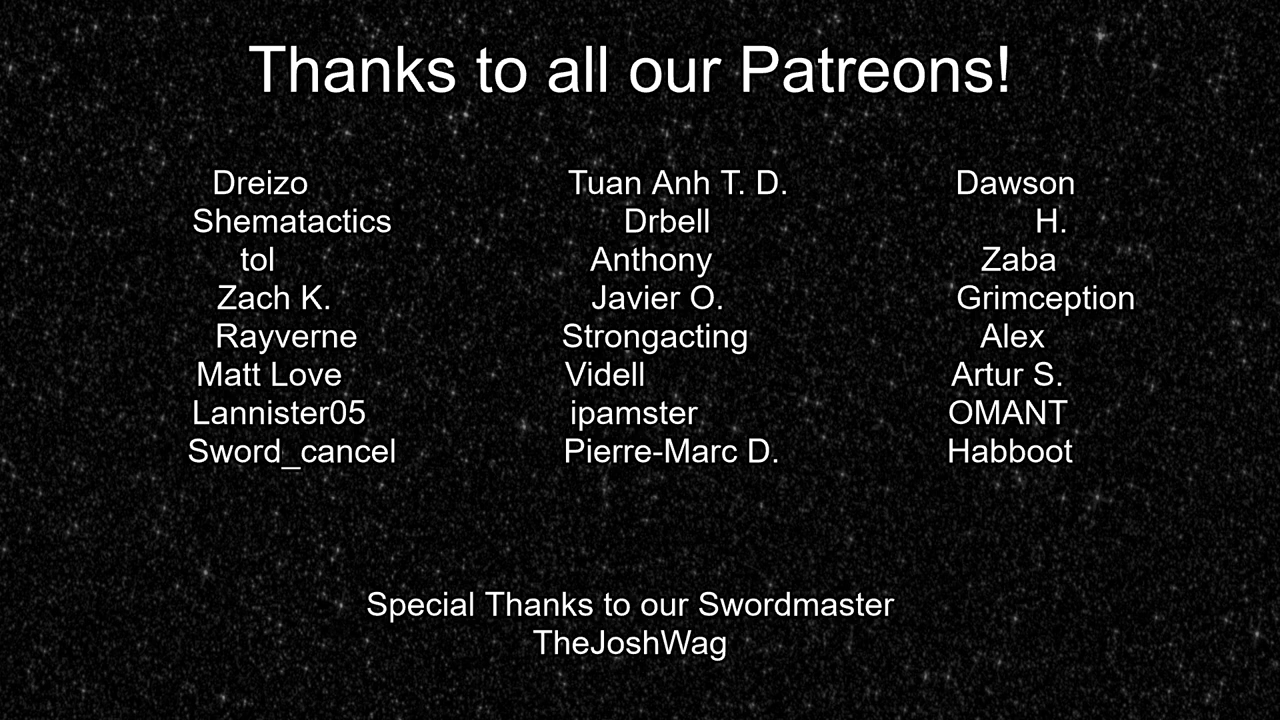 Thanks to all our Patreons!
Dreizo Tuan Anh T. D. Dawson
Shematactics Drbell H.
tol Anthony Zaba
Zach K. Javier O. Grimception
Rayverne Strongacting Alex
Matt Love Videll Artur S.
Lannister05 ipamster OMANT
Sword_cancel Pierre-Marc D. Habboot
Special Thanks to our Swordmaster
TheJoshWag